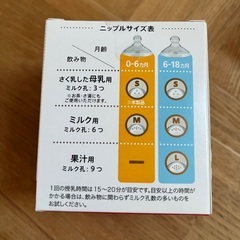 ニップルサイズ表
月齢
飲み物
0-6カ月
6-18カ月
さく乳した母乳用
ミルク孔:3つ
※お茶・水道にも
ご使用いただけます。
S
※本製品
S
ミルク用
ミルク孔:6つ
M
M
果汁用
ミルク孔:9つ
ー
L
1回の授乳時間は15〜20分が目安です。目安以上の時間が
かかる場合は、飲み物に関わらずミルク孔数の多いものを
お試しください。